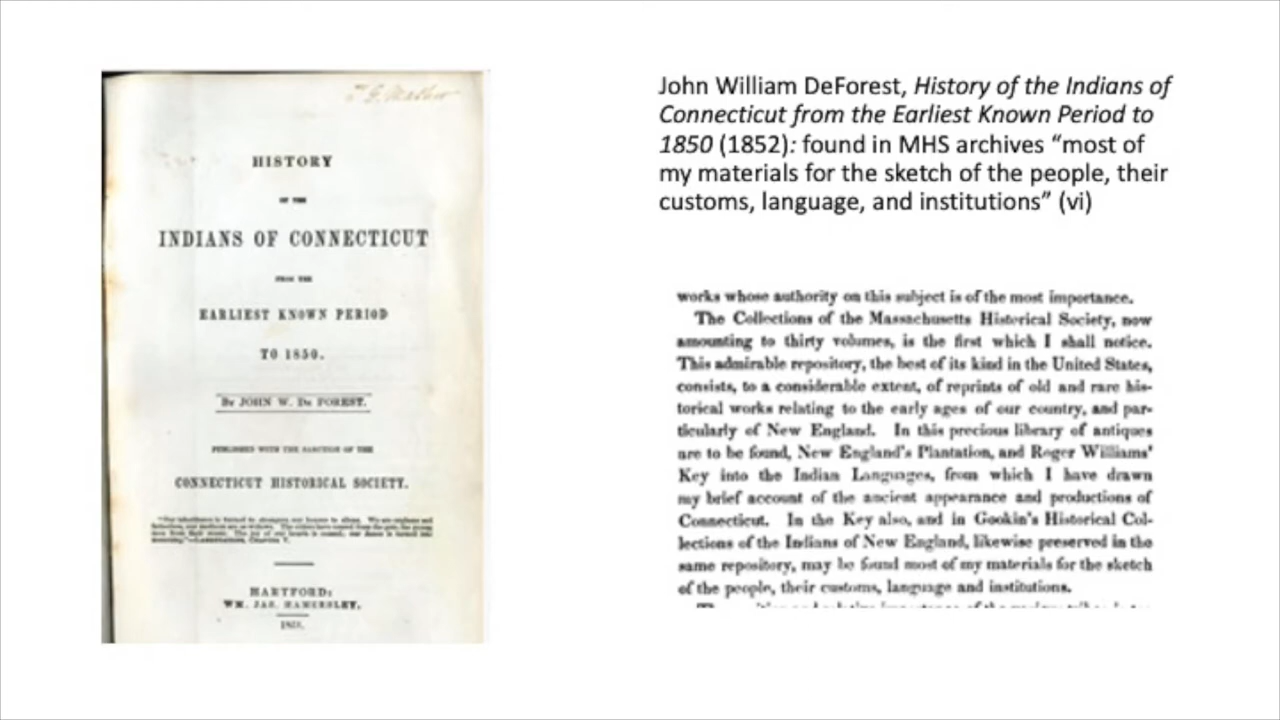 HISTORY
OF THE
INDIANS OF CONNECTICUT
FROM THE
EARLIEST KNOWN PERIOD
TO 1850.
By JOHN W. De FOREST.
PUBLISHED WITH THE SANCTION OF THE
CONNECTICUT HISTORICAL SOCIETY.
HARTFORD:
WM. JAS. HAMERSLEY.
John William DeForest, History of the Indians of
Connecticut from the Earliest Known Period to
1850 (1852): found in MHS archives “most of
my materials for the sketch of the people, their
customs, language, and institutions” (vi)
works whose authority on this subject is of the most importance.
The Collections of the Massachusetts Historical Society, now
amounting to thirty volumes, is the first which I shall notice.
This admirable repository, the best of its kind in the United States,
consists, to a considerable extent, of reprints of old and rare his-
torical works relating to the early ages of our country, and par-
ticularly of New England. In this precious library of antiques
are to be found, New England's Plantation, and Roger Williams'
Key into the Indian Languages, from which I have drawn
my brief account of the ancient appearance and productions of
Connecticut. In the Key also, and in Gookin's Historical Col-
lections of the Indians of New England, likewise preserved in the
same repository, may be found most of my materials for the sketch
of the people, their customs, language and institutions.